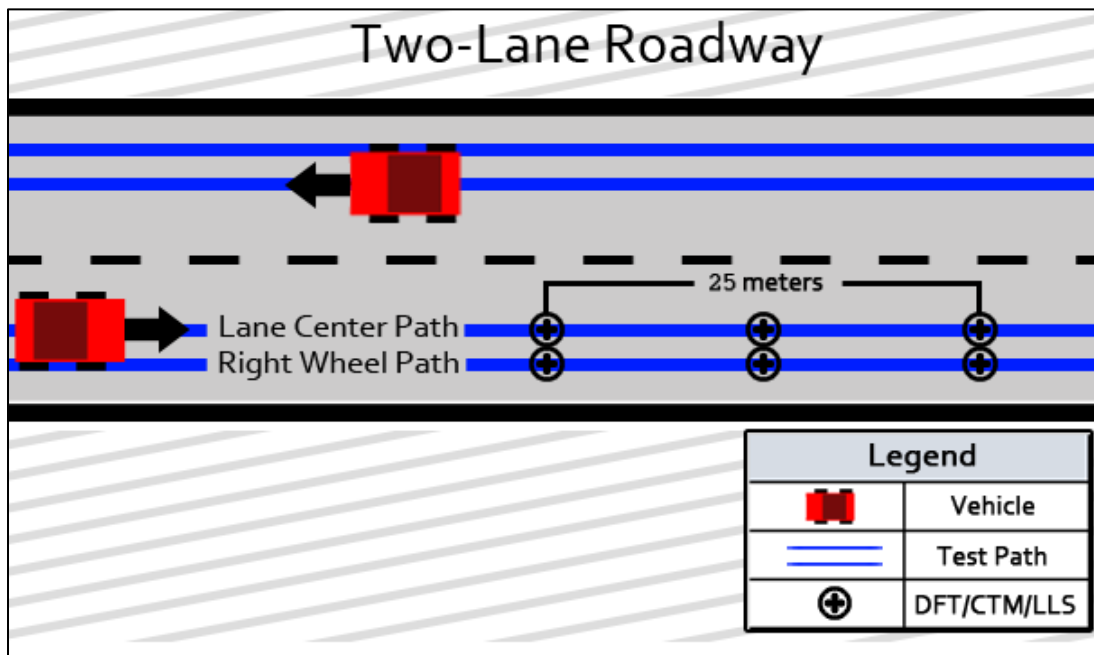 Two-Lane Roadway
25 meters
Lane Center Path
Right Wheel Path
Legend
Vehicle
Test Path
DFT/CTM/LLS